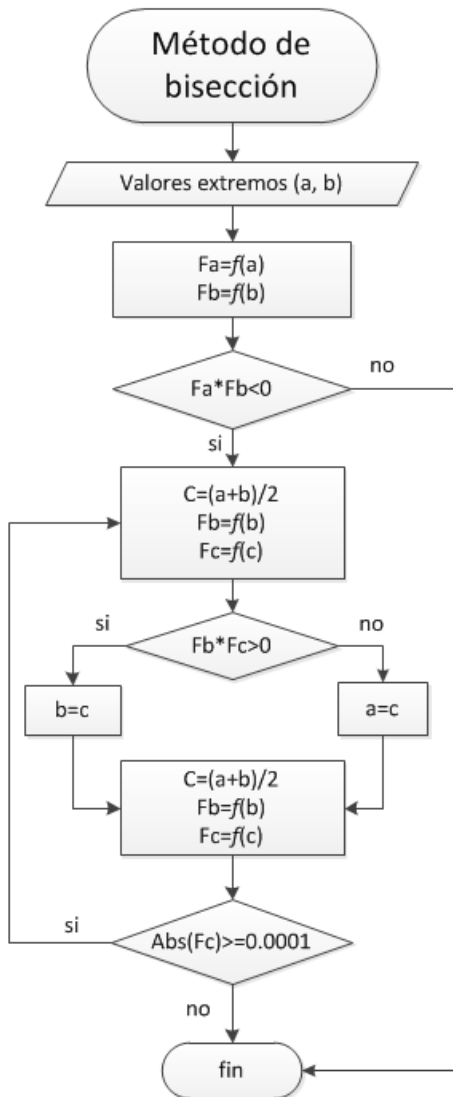 Método de
bisección
Valores extremos (a, b)
Fa=f(a)
Fb=f(b)
Fa*Fb<0
no
si
C=(a+b)/2
Fb=f(b)
Fc=f(c)
Fb*Fc>0
si
no
b=c
a=c
C=(a+b)/2
Fb=f(b)
Fc=f(c)
Abs(Fc)>=0.0001
si
no
fin